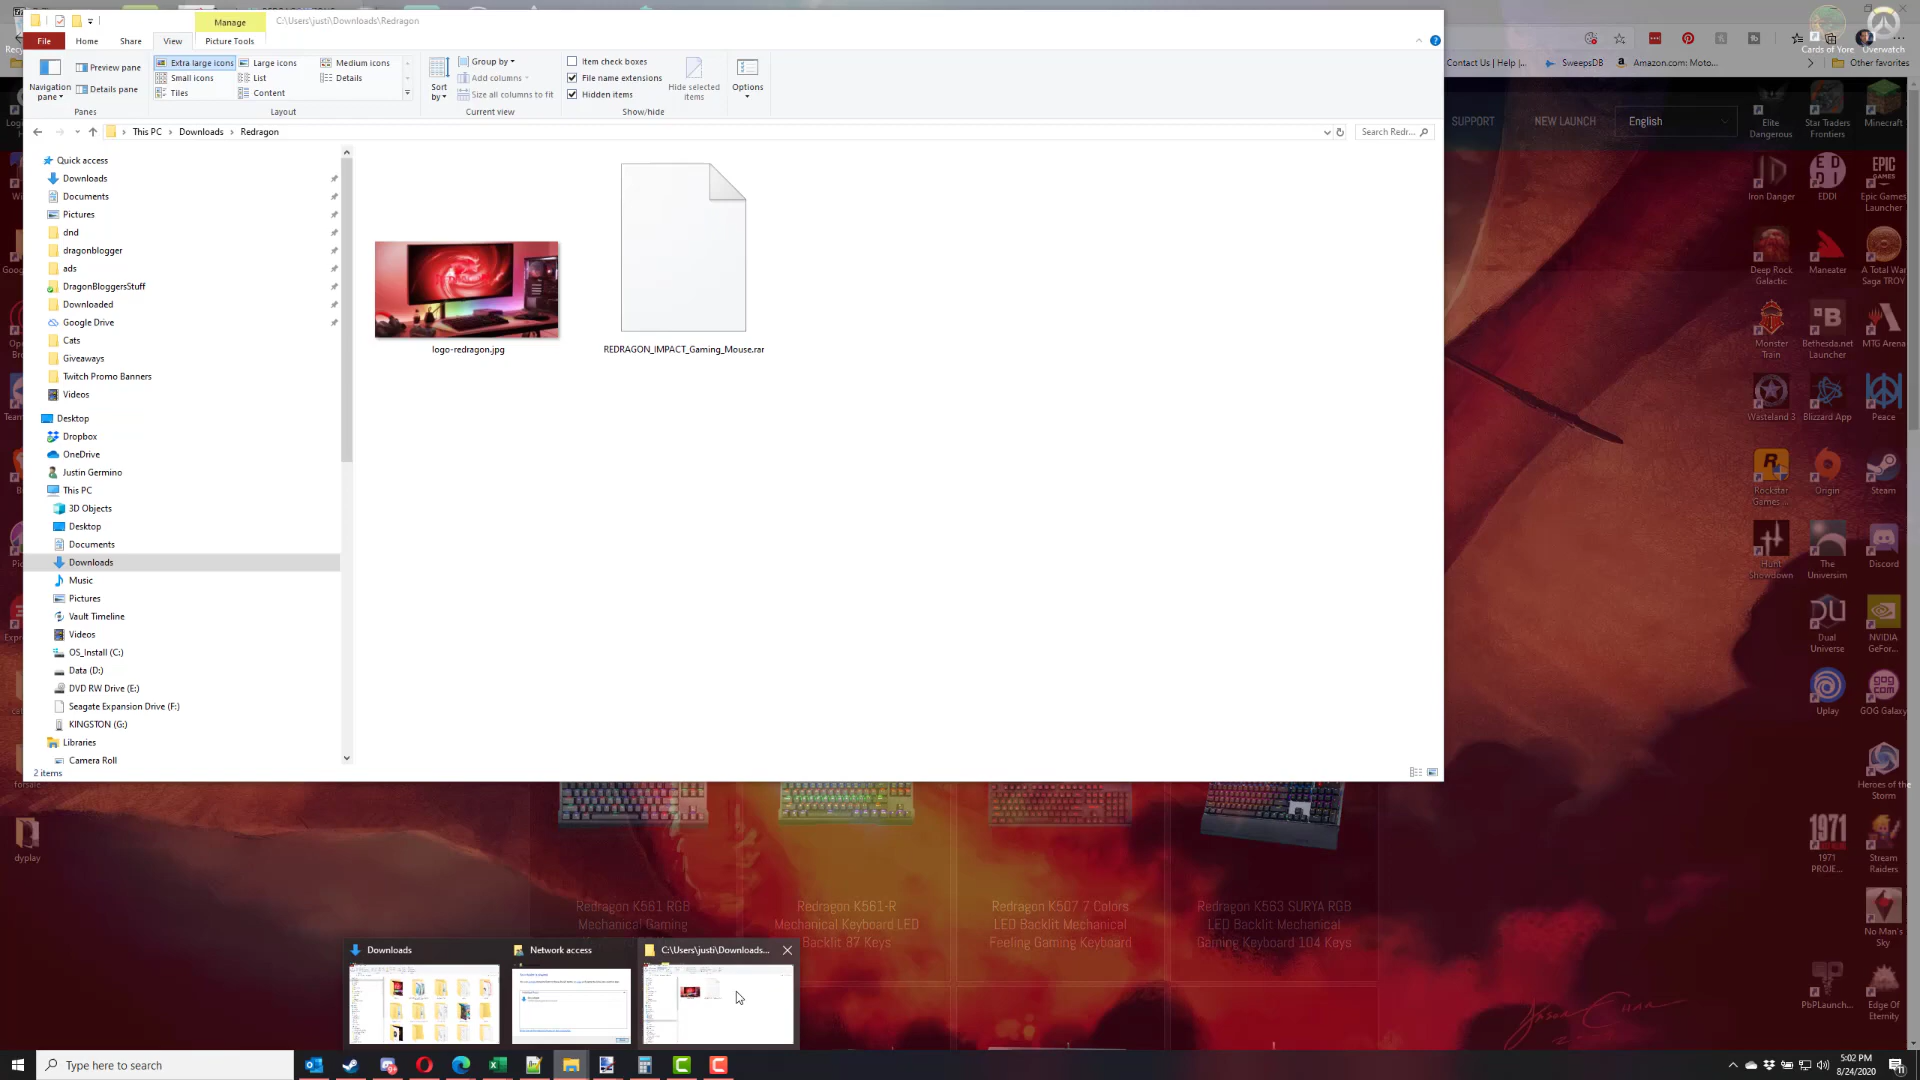 Manage
C:\Users\justi\Downloads\Redragon
File
Home
Share
View
Picture Tools
Navigation pane
Preview pane
Details pane
Panes
Extra large icons
Large icons
Medium icons
Small icons
List
Details
Tiles
Content
Layout
Sort by
Group by
Add columns
Size all columns to fit
Current view
Item check boxes
File name extensions
Hidden items
Hide selected items
Show/hide
Options
This PC
Downloads
Redragon
Search Redr...
Quick access
Downloads
Documents
Pictures
dnd
dragonblogger
ads
DragonBloggersStuff
Downloaded
Google Drive
Cats
Giveaways
Twitch Promo Banners
Videos
Desktop
Dropbox
OneDrive
Justin Germino
This PC
3D Objects
Desktop
Documents
Downloads
Music
Pictures
Vault Timeline
Videos
OS_Install (C:)
Data (D:)
DVD RW Drive (E:)
Seagate Expansion Drive (F:)
KINGSTON (G:)
Libraries
Camera Roll
2 items
logo-redragon.jpg
REDRAGON_IMPACT_Gaming_Mouse.rar
Cards of Yore
Overwatch
Contact Us | Help |...
SweepsDB
Amazon.com: Moto...
Other favorites
SUPPORT
NEW LAUNCH
English
Elite Dangerous
Star Traders Frontiers
Minecraft
Iron Danger
EDDI
Epic Games Launcher
Deep Rock Galactic
Maneater
A Total War Saga TROY
Monster Train
Bethesda.net Launcher
MTG Arena
Wasteland 3
Blizzard App
Peace
Rockstar Games ...
Origin
Steam
Hunt Showdown
The Universim
Discord
Dual Universe
NVIDIA GeFor...
Uplay
GOG Galaxy
Heroes of the Storm
1971 PROJE...
Stream Raiders
No Man's Sky
PbPLaunch...
Edge Of Eternity
forsale
dyplay
Redragon K561 RGB
Mechanical Gaming
Redragon K561-R
Mechanical Keyboard LED
Backlit 87 Keys
Redragon K507 7 Colors
LED Backlit Mechanical
Feeling Gaming Keyboard
Redragon K563 SURYA RGB
LED Backlit Mechanical
Gaming Keyboard 104 Keys
Downloads
Network access
C:\Users\justi\Downloads...
Type here to search
5:02 PM
8/24/2020